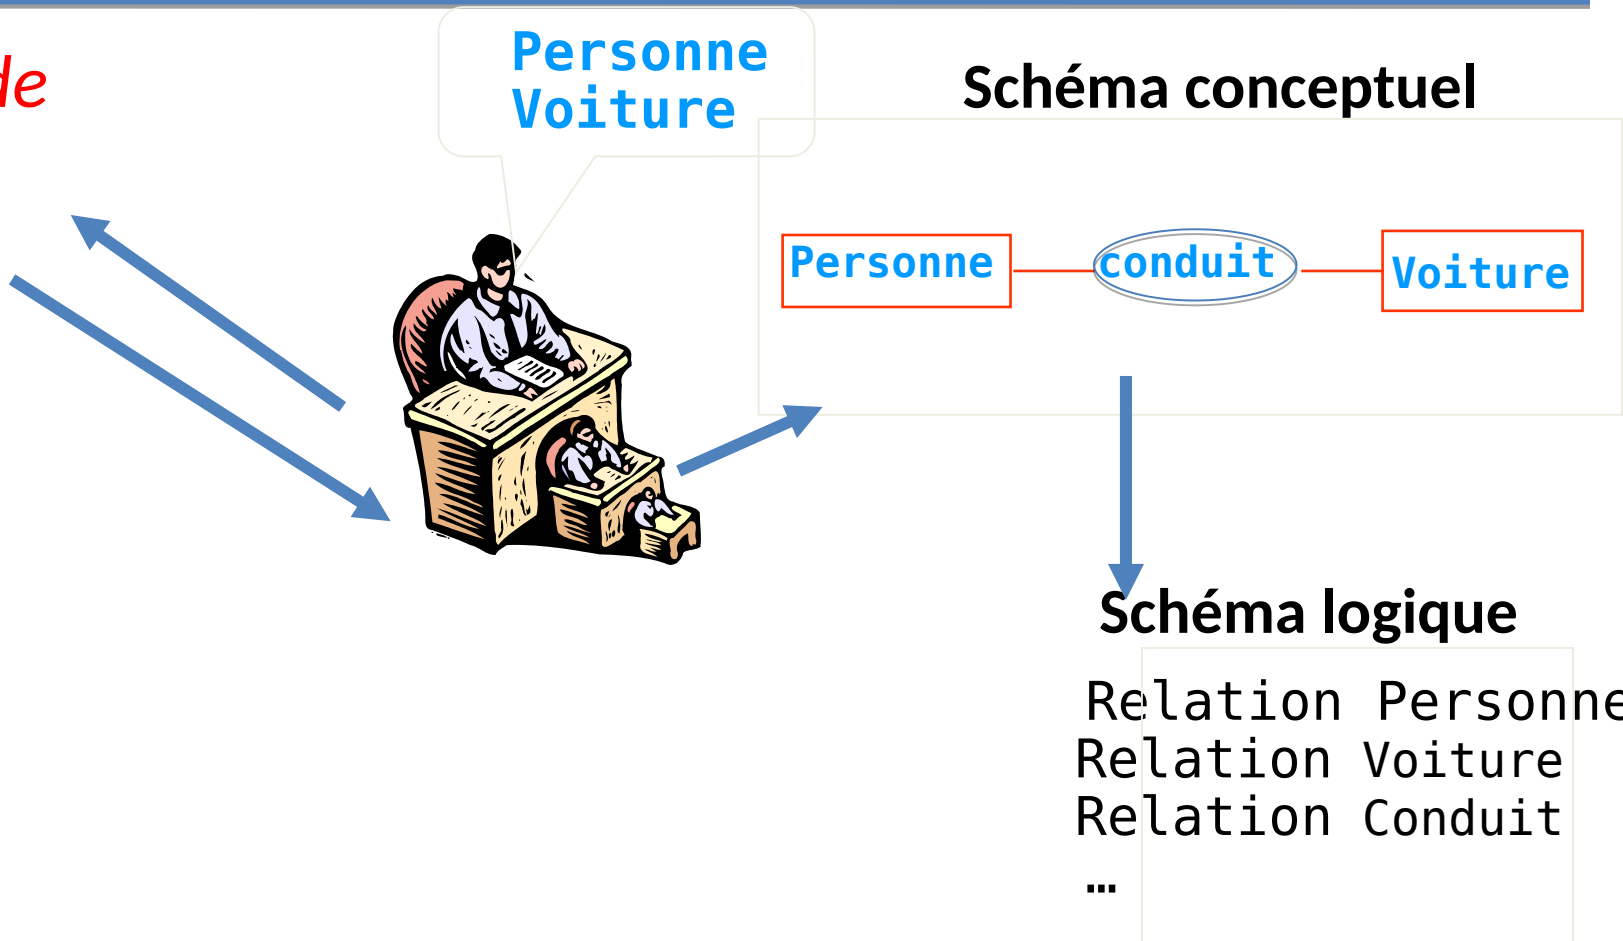 de
Personne
Voiture
Schéma conceptuel
Personne
conduit
Voiture
Schéma logique
Relation Personne
Relation Voiture
Relation Conduit
…